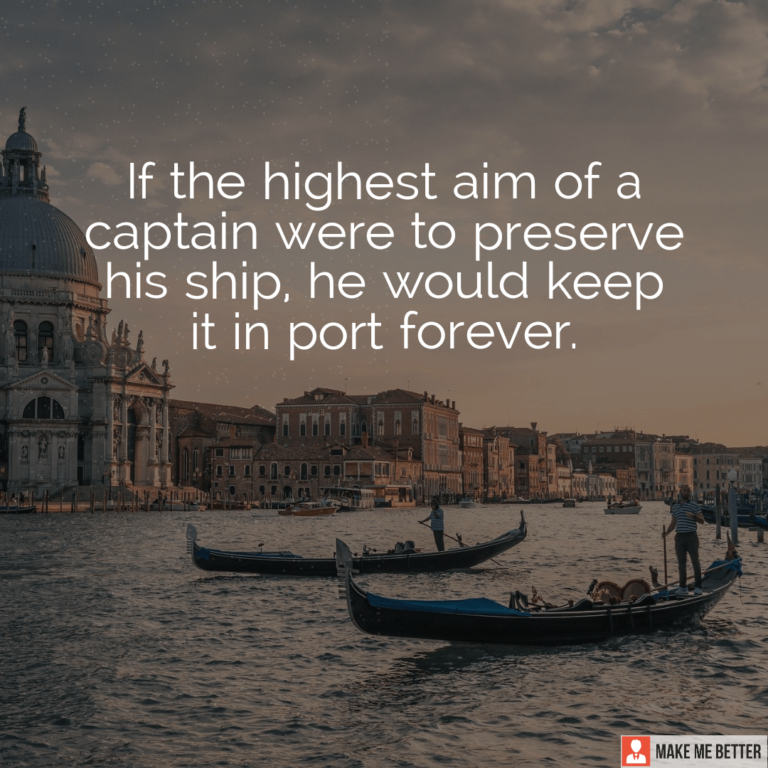 If the highest aim of a
captain were to preserve
his ship, he would keep
it in port forever.
MAKE ME BETTER